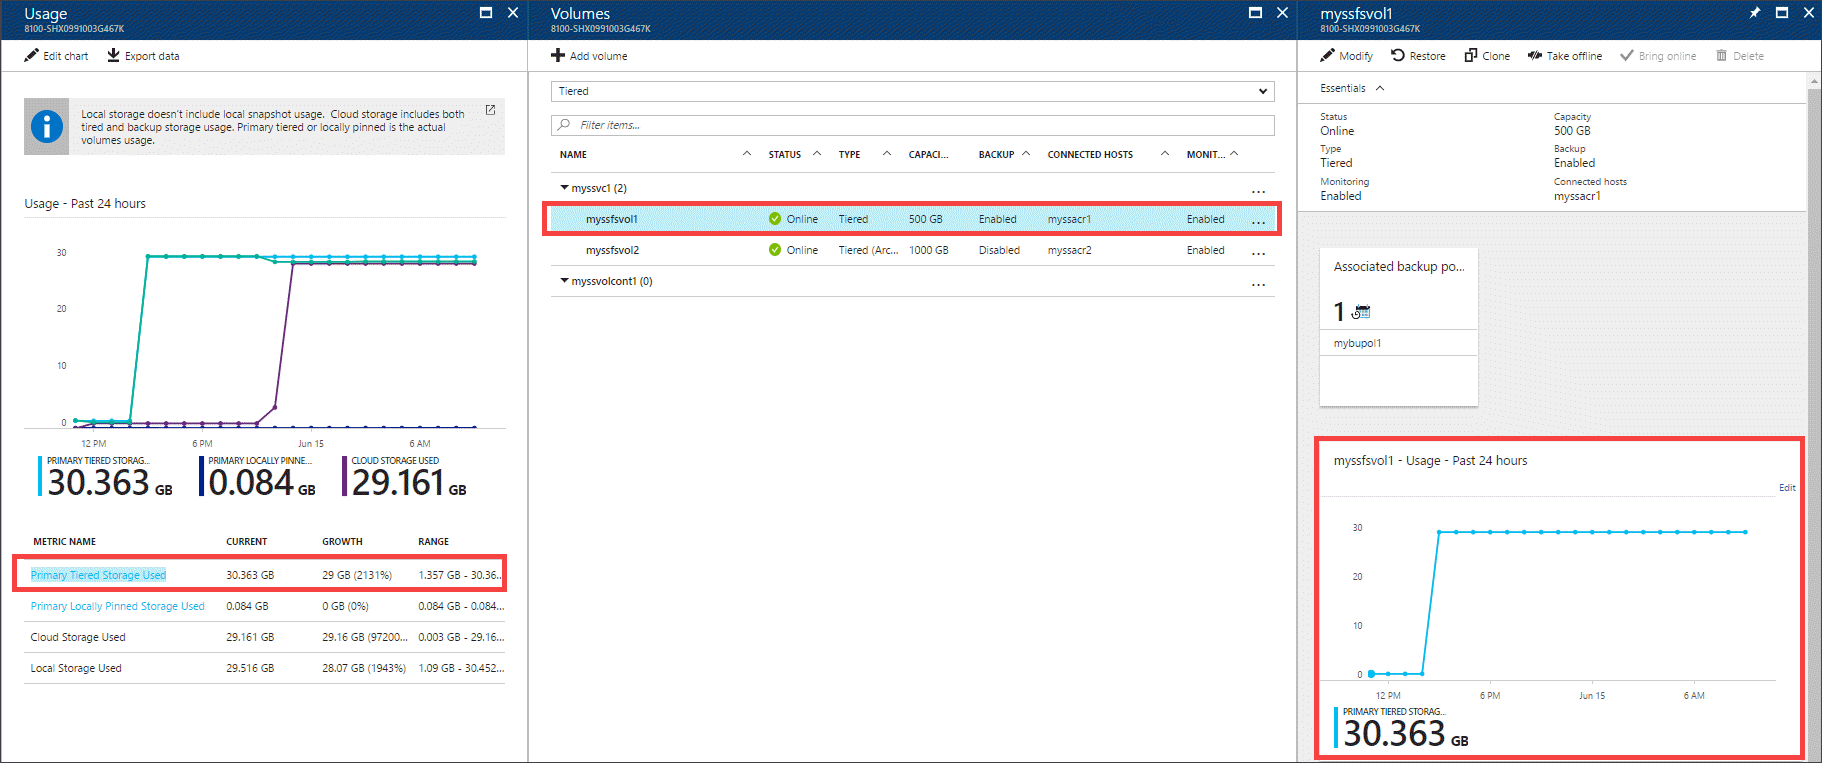 Usage
8100-SHX0991003G467K
Edit chart
Export data
Local storage doesn't include local snapshot usage. Cloud storage includes both
tired and backup storage usage. Primary tiered or locally pinned is the actual
volumes usage.
Usage - Past 24 hours
30
20
10
0
12 PM
6 PM
Jun 15
6 AM
PRIMARY TIERED STORAG...
30.363 GB
PRIMARY LOCALLY PINNE...
0.084 GB
CLOUD STORAGE USED
29.161 GB
METRIC NAME CURRENT GROWTH RANGE
Primary Tiered Storage Used 30.363 GB 29 GB (2131%) 1.357 GB - 30.36...
Primary Locally Pinned Storage Used 0.084 GB 0 GB (0%) 0.084 GB - 0.084...
Cloud Storage Used 29.161 GB 29.16 GB (97200... 0.003 GB - 29.16...
Local Storage Used 29.516 GB 28.07 GB (1943%) 1.09 GB - 30.452...
Volumes
8100-SHX0991003G467K
Add volume
Tiered
Filter items...
NAME STATUS TYPE CAPACI... BACKUP CONNECTED HOSTS MONIT...
myssvc1 (2) ...
myssfsvol1 Online Tiered 500 GB Enabled myssacr1 Enabled ...
myssfsvol2 Online Tiered (Arc... 1000 GB Disabled myssacr2 Enabled ...
myssvolcont1 (0) ...
myssfsvol1
8100-SHX0991003G467K
Modify
Restore
Clone
Take offline
Bring online
Delete
Essentials
Status
Online
Capacity
500 GB
Type
Tiered
Backup
Enabled
Monitoring
Enabled
Connected hosts
myssacr1
Associated backup po...
1
mybupol1
myssfsvol1 - Usage - Past 24 hours
Edit
30
20
10
0
12 PM
6 PM
Jun 15
6 AM
PRIMARY TIERED STORAG...
30.363 GB